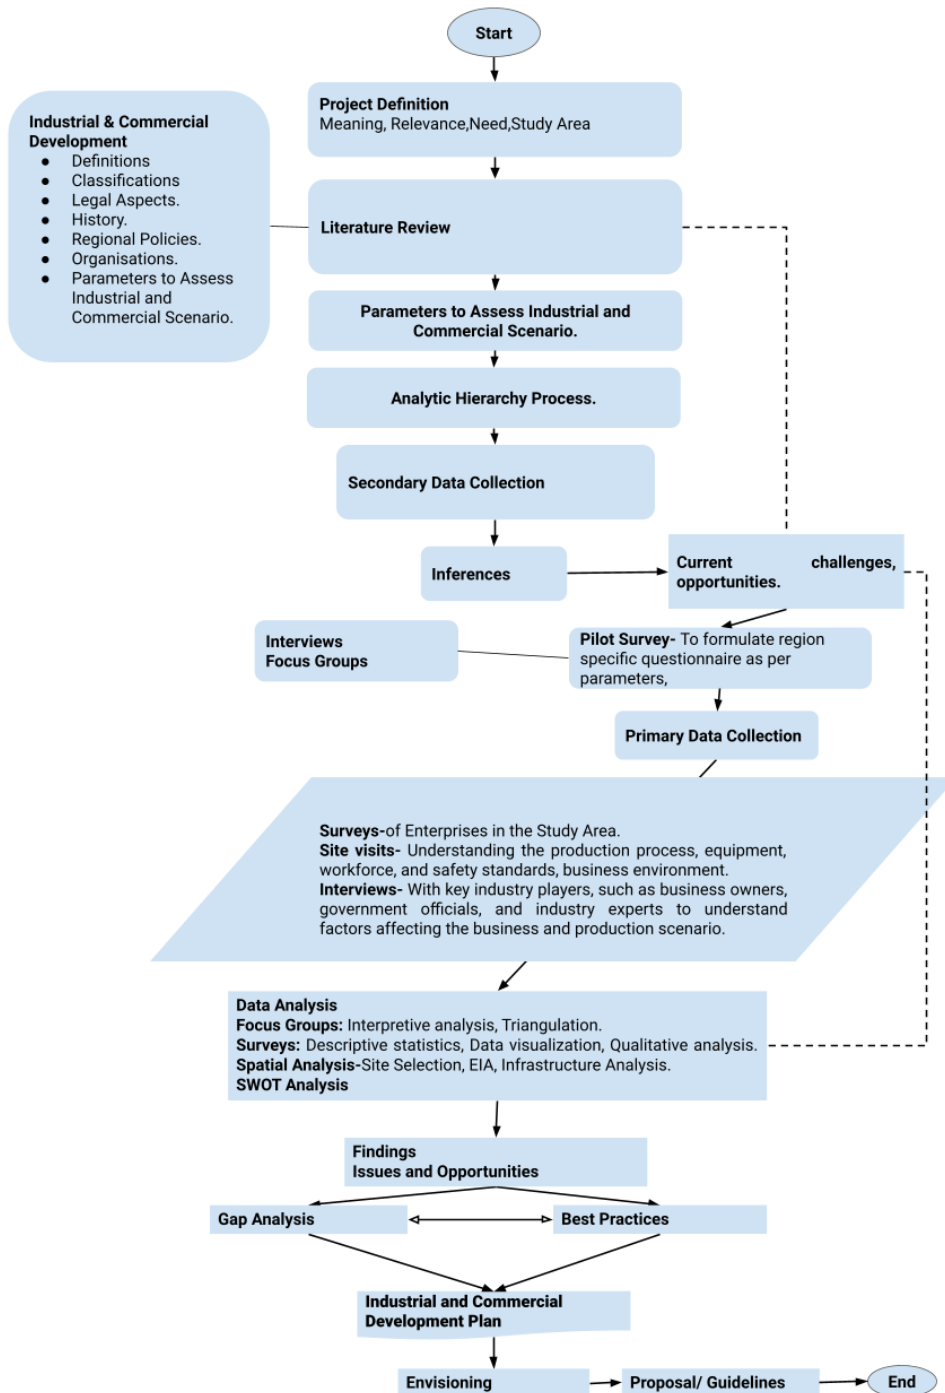 Start
Project Definition
Meaning, Relevance,Need,Study Area
Industrial & Commercial
Development
● Definitions
● Classifications
● Legal Aspects.
● History.
● Regional Policies.
● Organisations.
● Parameters to Assess
Industrial and
Commercial Scenario.
Literature Review
Parameters to Assess Industrial and
Commercial Scenario.
Analytic Hierarchy Process.
Secondary Data Collection
Inferences
Current challenges,
opportunities.
Interviews
Focus Groups
Pilot Survey- To formulate region
specific questionnaire as per
parameters,
Primary Data Collection
Surveys-of Enterprises in the Study Area.
Site visits- Understanding the production process, equipment,
workforce, and safety standards, business environment.
Interviews- With key industry players, such as business owners,
government officials, and industry experts to understand
factors affecting the business and production scenario.
Data Analysis
Focus Groups: Interpretive analysis, Triangulation.
Surveys: Descriptive statistics, Data visualization, Qualitative analysis.
Spatial Analysis-Site Selection, EIA, Infrastructure Analysis.
SWOT Analysis
Findings
Issues and Opportunities
Gap Analysis
Best Practices
Industrial and Commercial
Development Plan
Envisioning
Proposal/ Guidelines
End